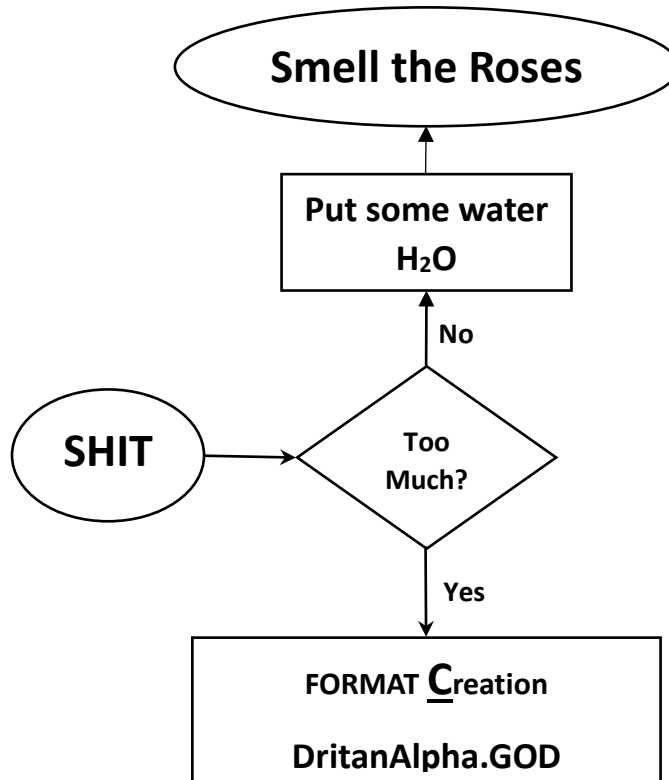 Smell the Roses
Put some water
H₂O
No
SHIT
Too
Much?
Yes
FORMAT Creation
DritanAlpha.GOD